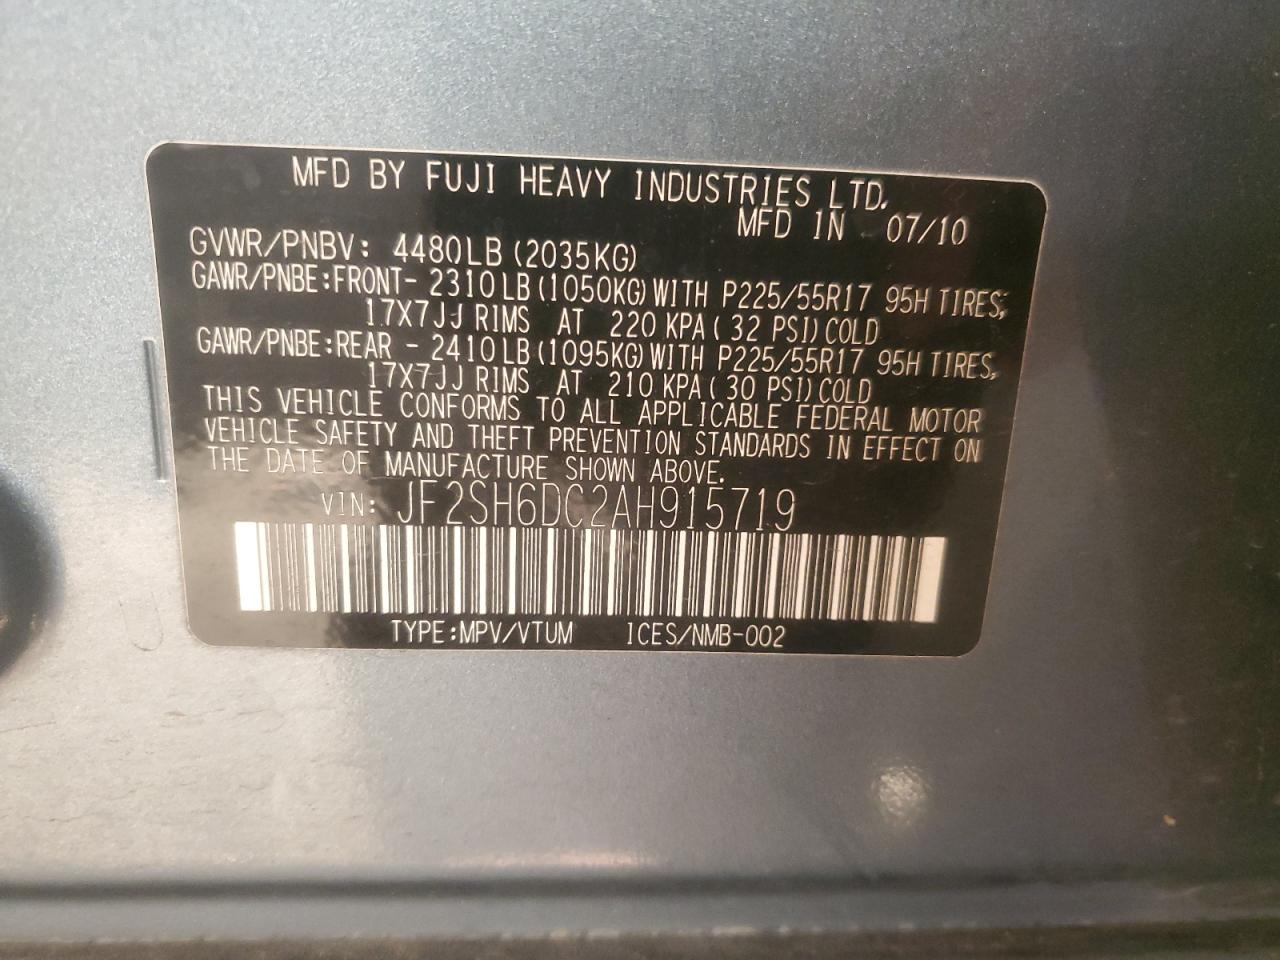 MFD BY FUJI HEAVY INDUSTRIES LTD.
MFD IN 07/10
GVWR/PNBV: 4480LB (2035KG)
GAWR/PNBE:FRONT- 2310LB(1050KG)WITH P225/55R17 95H TIRES,
17X7JJ RIMS AT 220 KPA( 32 PSI)COLD
GAWR/PNBE:REAR - 2410LB(1095KG)WITH P225/55R17 95H TIRES,
17X7JJ RIMS AT 210 KPA( 30 PSI)COLD
THIS VEHICLE CONFORMS TO ALL APPLICABLE FEDERAL MOTOR
VEHICLE SAFETY AND THEFT PREVENTION STANDARDS IN EFFECT ON
THE DATE OF MANUFACTURE SHOWN ABOVE.
VIN: JF2SH6DC2AH915719
TYPE:MPV/VTUM ICES/NMB-002